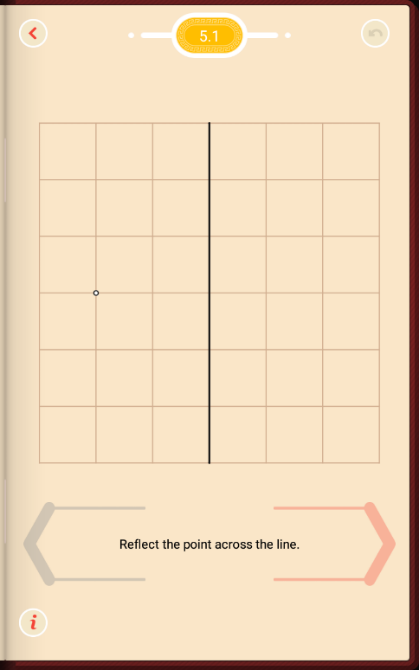 5.1
Reflect the point across the line.
i